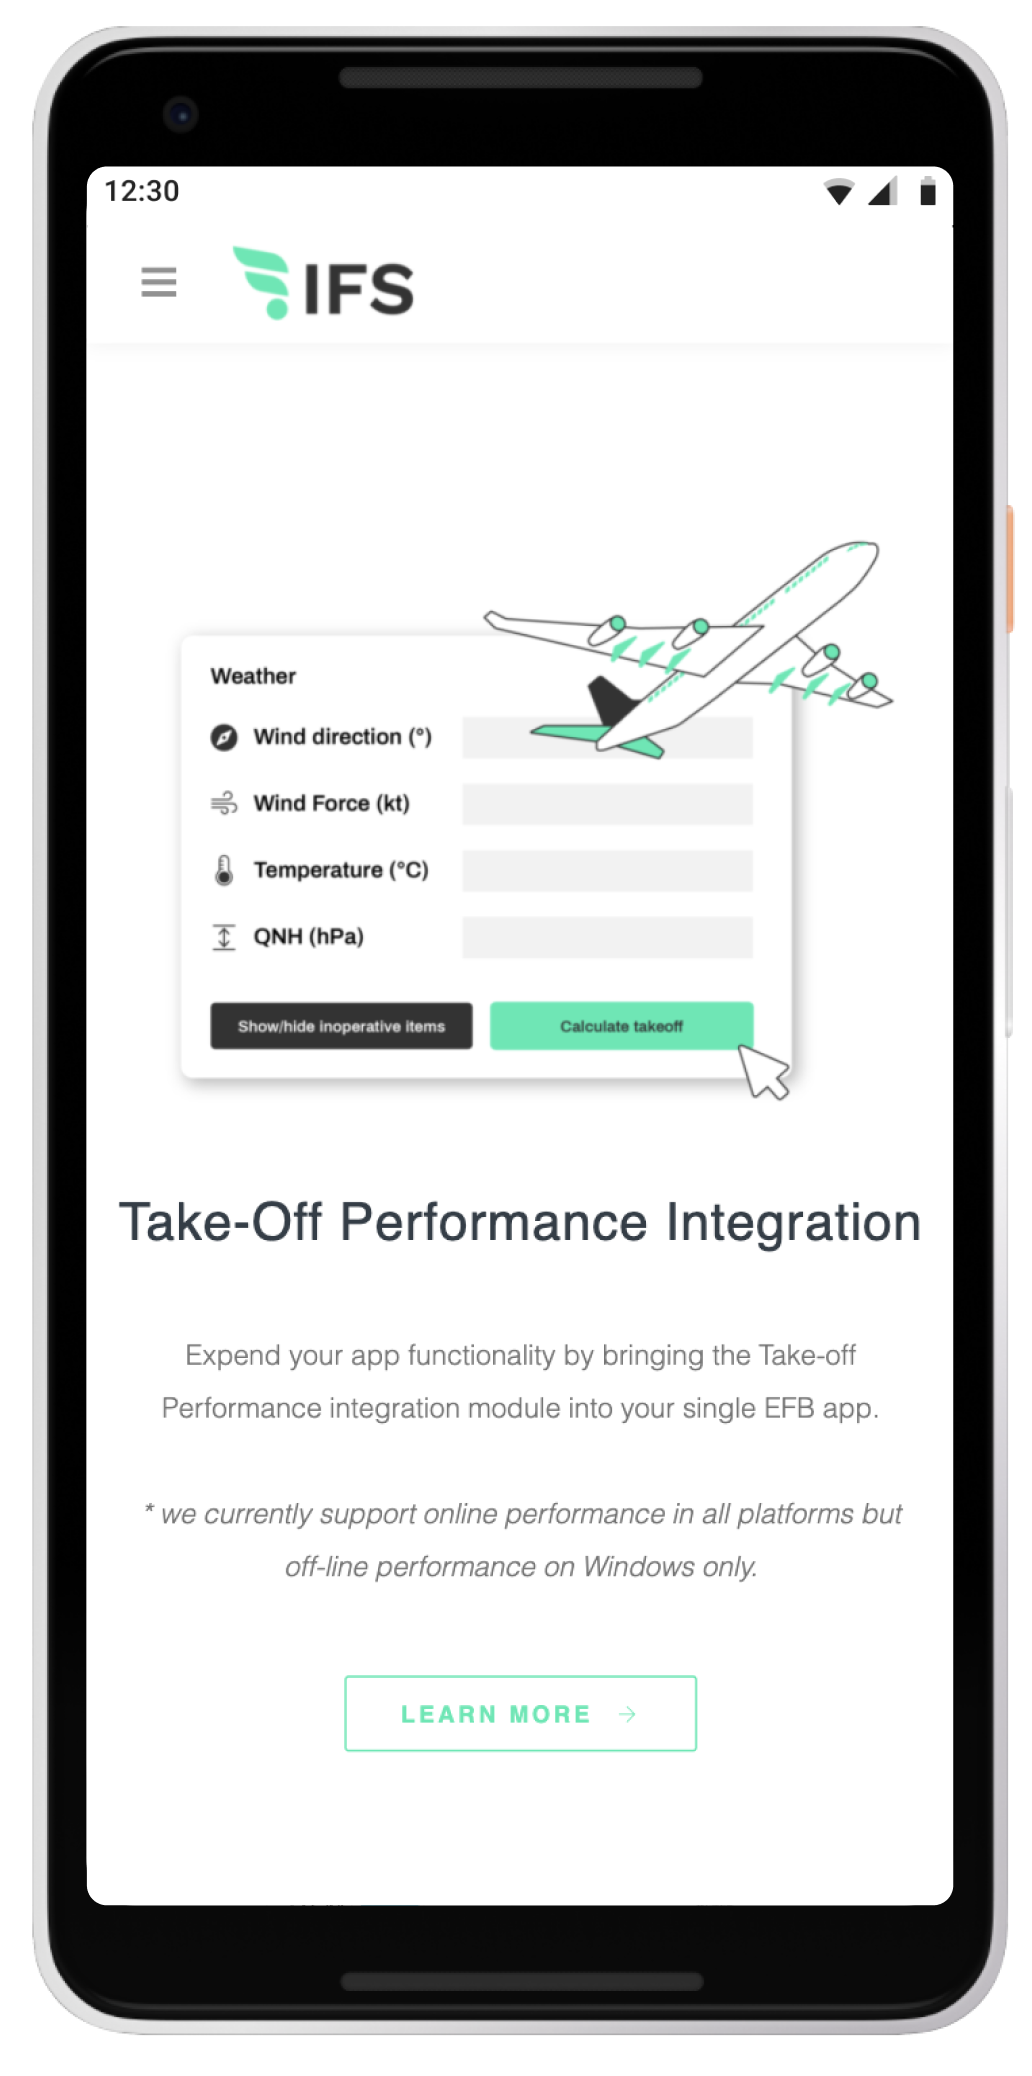 12:30
IFS
Weather
Wind direction (°)
Wind Force (kt)
Temperature (°C)
QNH (hPa)
Show/hide inoperative items
Calculate takeoff
Take-Off Performance Integration
Expend your app functionality by bringing the Take-off
Performance integration module into your single EFB app.
* we currently support online performance in all platforms but
off-line performance on Windows only.
LEARN MORE →